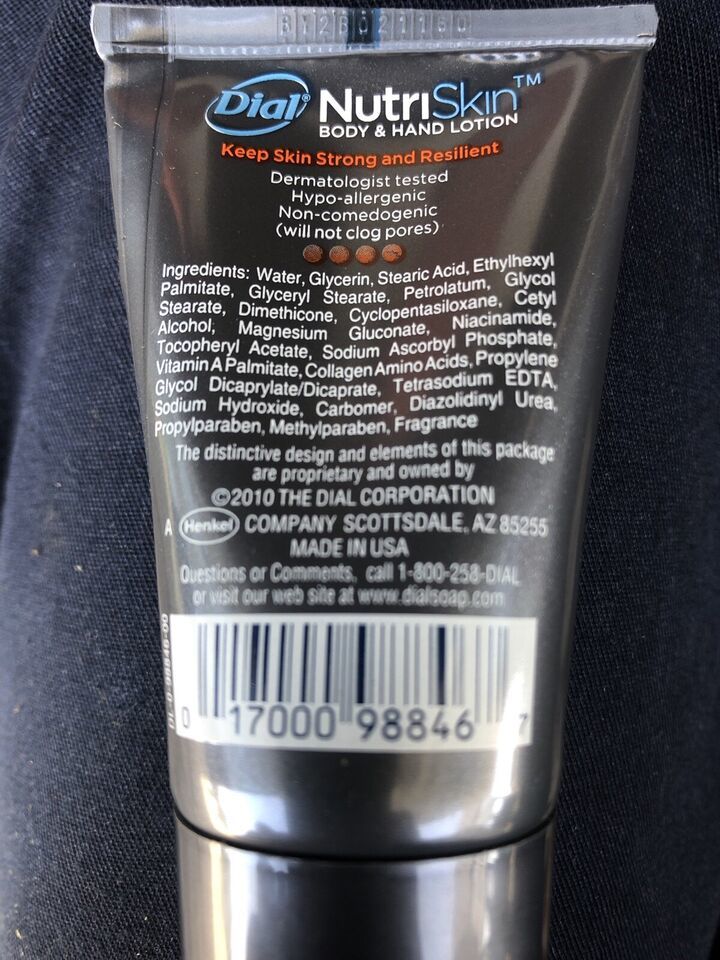 Dial® NutriSkin™
BODY & HAND LOTION
Keep Skin Strong and Resilient
Dermatologist tested
Hypo-allergenic
Non-comedogenic
(will not clog pores)
Ingredients: Water, Glycerin, Stearic Acid, Ethylhexyl
Palmitate, Glyceryl Stearate, Petrolatum, Glycol
Stearate, Dimethicone, Cyclopentasiloxane, Cetyl
Alcohol, Magnesium Gluconate, Niacinamide,
Tocopheryl Acetate, Sodium Ascorbyl Phosphate,
Vitamin A Palmitate, Collagen Amino Acids, Propylene
Glycol Dicaprylate/Dicaprate, Tetrasodium EDTA,
Sodium Hydroxide, Carbomer, Diazolidinyl Urea,
Propylparaben, Methylparaben, Fragrance
The distinctive design and elements of this package
are proprietary and owned by
©2010 THE DIAL CORPORATION
A Henkel COMPANY SCOTTSDALE, AZ 85255
MADE IN USA
Questions or Comments, call 1-800-258-DIAL
or visit our web site at www.dialsoap.com
0 17000 98846 7